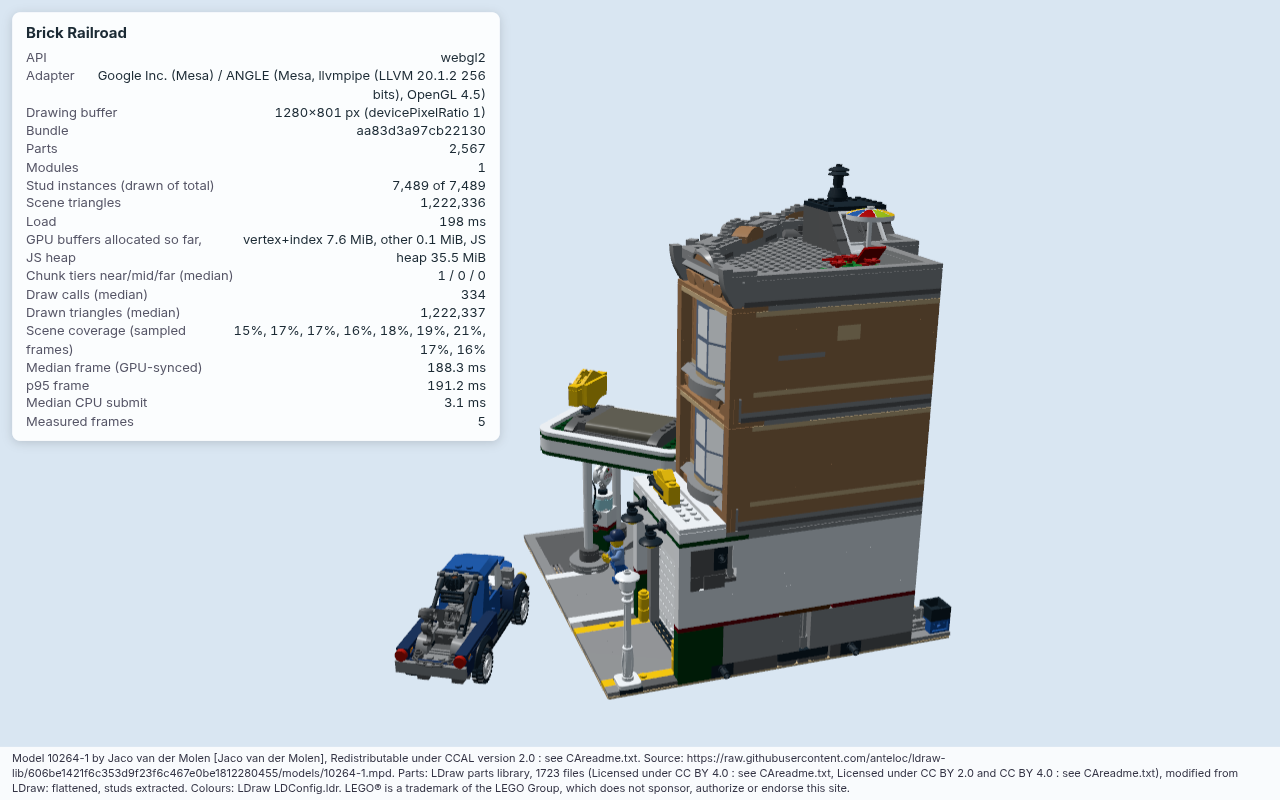 Brick Railroad
API webgl2
Adapter Google Inc. (Mesa) / ANGLE (Mesa, llvmpipe (LLVM 20.1.2 256
bits), OpenGL 4.5)
Drawing buffer 1280×801 px (devicePixelRatio 1)
Bundle aa83d3a97cb22130
Parts 2,567
Modules 1
Stud instances (drawn of total) 7,489 of 7,489
Scene triangles 1,222,336
Load 198 ms
GPU buffers allocated so far, vertex+index 7.6 MiB, other 0.1 MiB, JS
JS heap heap 35.5 MiB
Chunk tiers near/mid/far (median) 1 / 0 / 0
Draw calls (median) 334
Drawn triangles (median) 1,222,337
Scene coverage (sampled 15%, 17%, 17%, 16%, 18%, 19%, 21%,
frames) 17%, 16%
Median frame (GPU-synced) 188.3 ms
p95 frame 191.2 ms
Median CPU submit 3.1 ms
Measured frames 5
Model 10264-1 by Jaco van der Molen [Jaco van der Molen], Redistributable under CCAL version 2.0 : see CAreadme.txt. Source: https://raw.githubusercontent.com/anteloc/ldraw-
lib/606be1421f6c353d9f23f6c467e0be1812280455/models/10264-1.mpd. Parts: LDraw parts library, 1723 files (Licensed under CC BY 4.0 : see CAreadme.txt, Licensed under CC BY 2.0 and CC BY 4.0 : see CAreadme.txt), modified from
LDraw: flattened, studs extracted. Colours: LDraw LDConfig.ldr. LEGO® is a trademark of the LEGO Group, which does not sponsor, authorize or endorse this site.